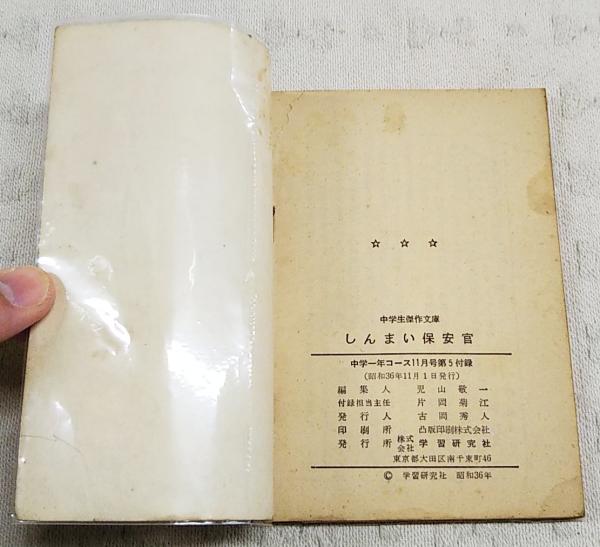 ☆ ☆ ☆
中学生傑作文庫
しんまい保安官
中学一年コース11月号第5付録
(昭和36年11月1日発行)
編集人 児山敬一
付録担当主任 片岡菊江
発行人 古岡秀人
印刷所 凸版印刷株式会社
発行所 株式会社 学習研究社
東京都大田区南千束町46
© 学習研究社 昭和36年